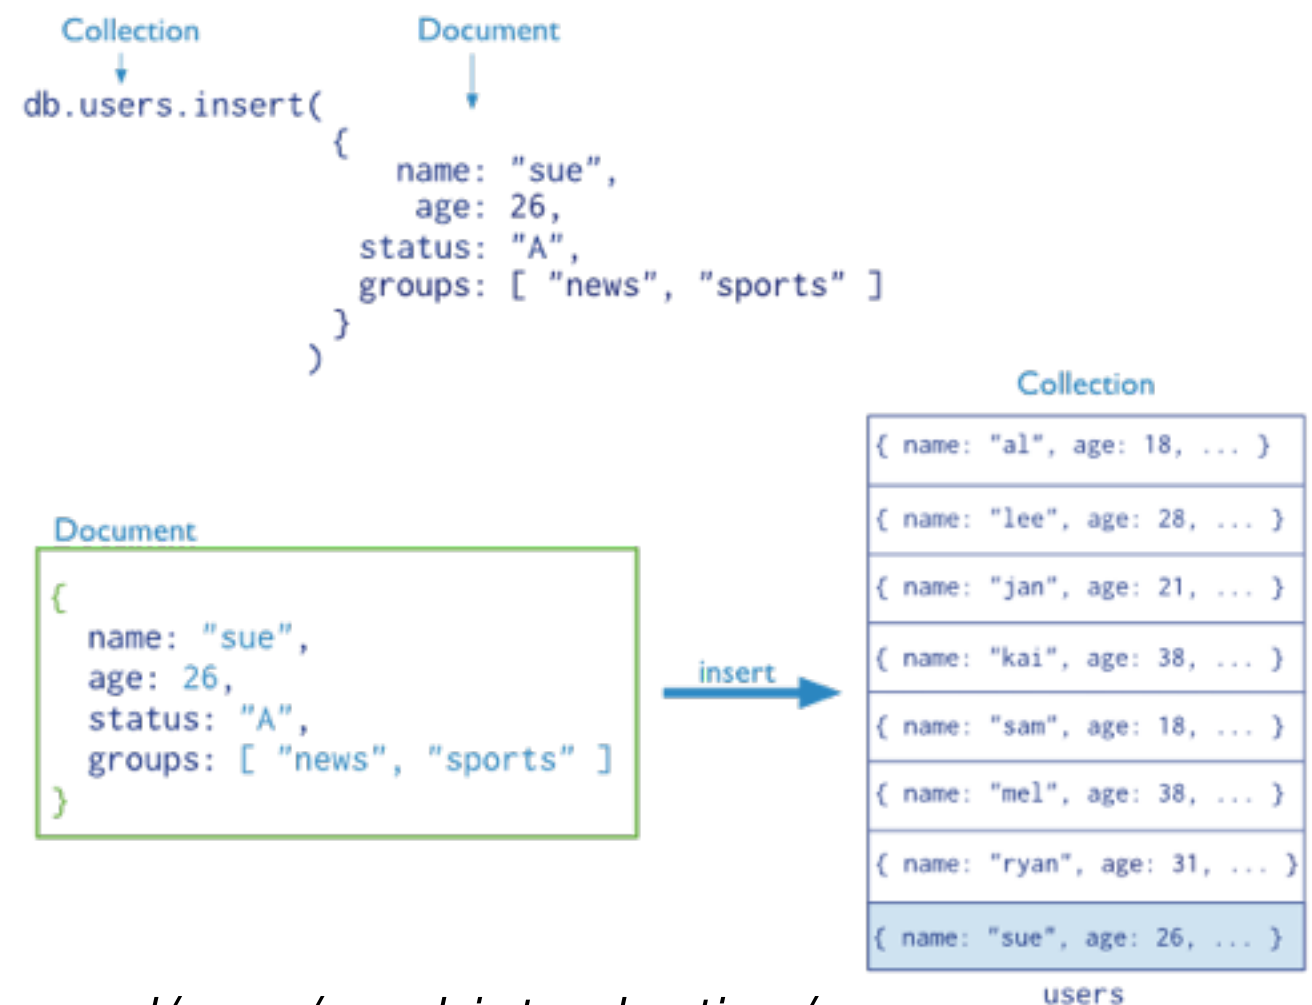 Collection
Document
db.users.insert(
{
name: "sue",
age: 26,
status: "A",
groups: [ "news", "sports" ]
}
)
Document
{
name: "sue",
age: 26,
status: "A",
groups: [ "news", "sports" ]
}
insert
Collection
{ name: "al", age: 18, ... }
{ name: "lee", age: 28, ... }
{ name: "jan", age: 21, ... }
{ name: "kai", age: 38, ... }
{ name: "sam", age: 18, ... }
{ name: "mel", age: 38, ... }
{ name: "ryan", age: 31, ... }
{ name: "sue", age: 26, ... }
users